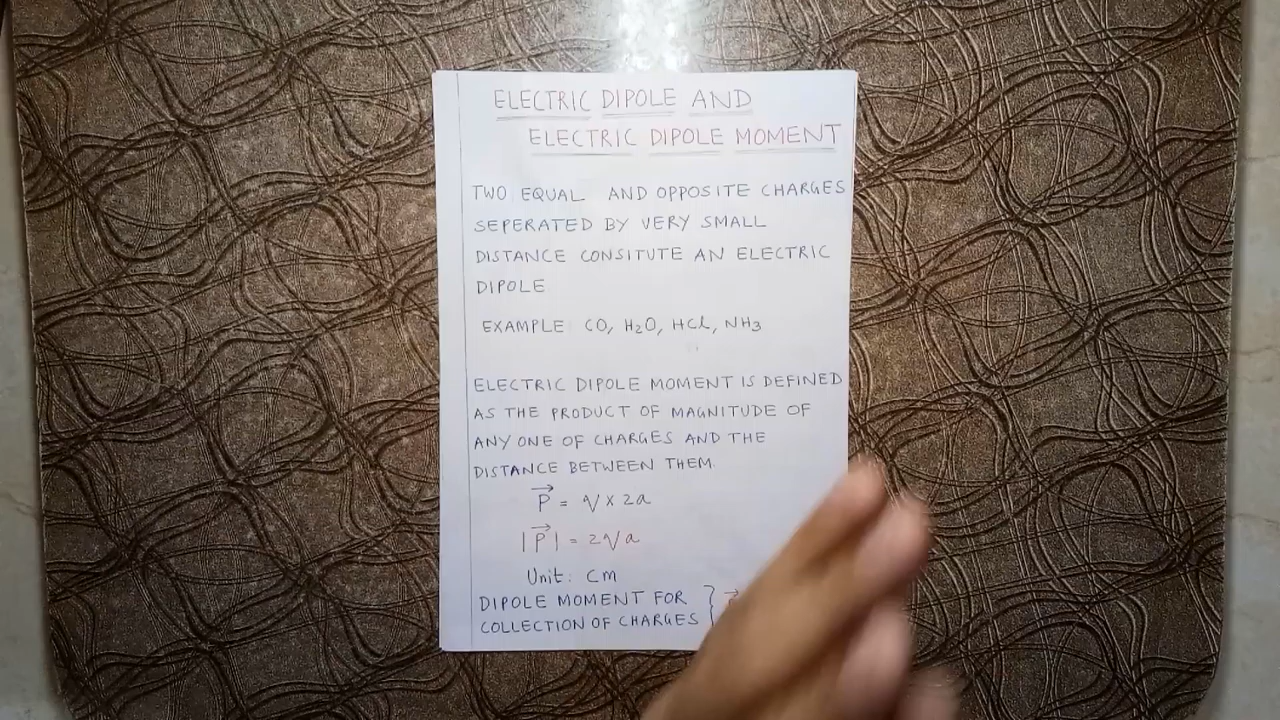 ELECTRIC DIPOLE AND
ELECTRIC DIPOLE MOMENT
TWO EQUAL AND OPPOSITE CHARGES
SEPERATED BY VERY SMALL
DISTANCE CONSITUTE AN ELECTRIC
DIPOLE
EXAMPLE: CO, H₂O, HCl, NH₃
ELECTRIC DIPOLE MOMENT IS DEFINED
AS THE PRODUCT OF MAGNITUDE OF
ANY ONE OF CHARGES AND THE
DISTANCE BETWEEN THEM.
P⃗ = q × 2a
|P⃗| = 2qa
Unit: Cm
DIPOLE MOMENT FOR
COLLECTION OF CHARGES }